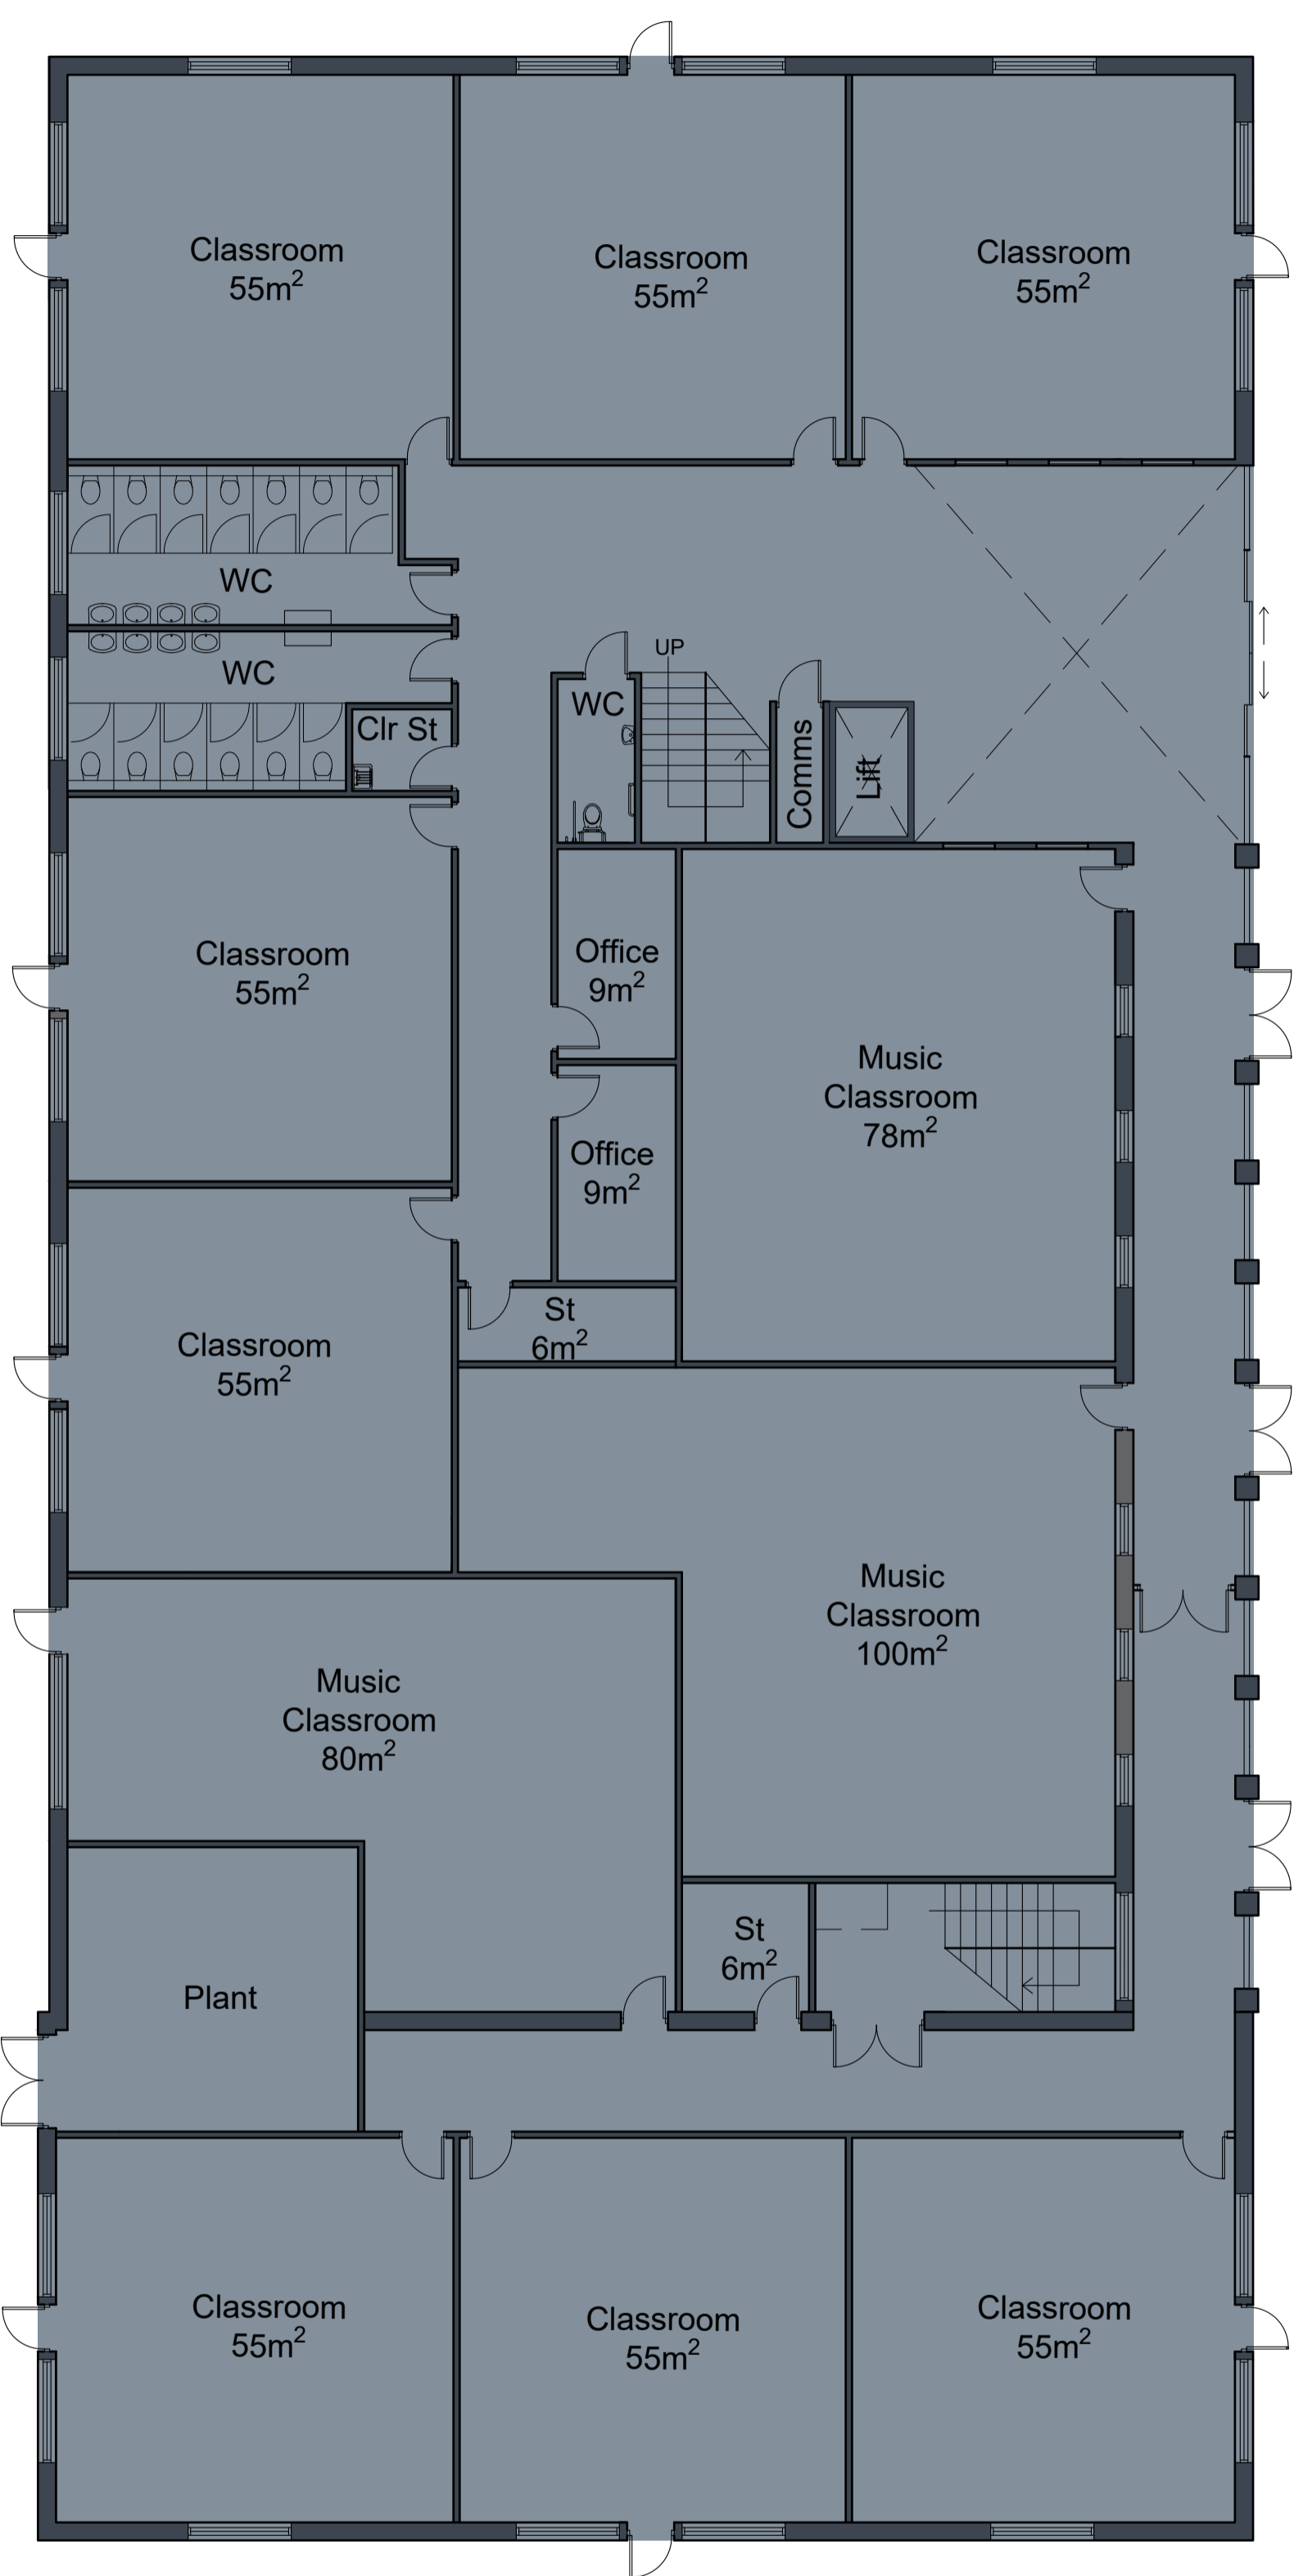 Classroom
55m²
Classroom
55m²
Classroom
55m²
WC
WC
Clr St
WC
UP
Comms
Lift
Classroom
55m²
Office
9m²
Music
Classroom
78m²
Office
9m²
St
6m²
Classroom
55m²
Music
Classroom
100m²
Music
Classroom
80m²
St
6m²
Plant
Classroom
55m²
Classroom
55m²
Classroom
55m²